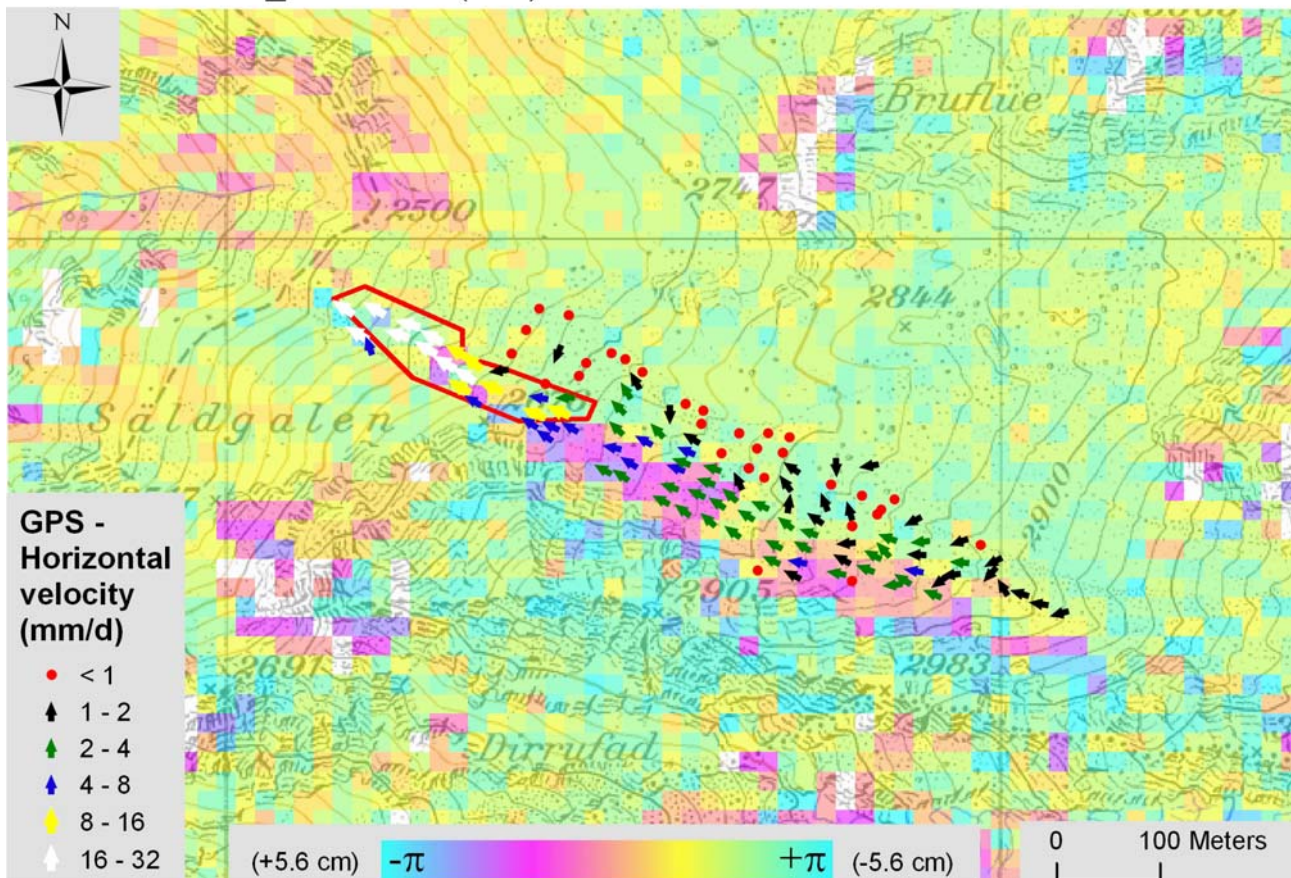 N
Bruflüe
2747
2500
2844
Säldgalen
2900
2905
2691
2983
Dirrufad
GPS -
Horizontal
velocity
(mm/d)
< 1
1 - 2
2 - 4
4 - 8
8 - 16
16 - 32
(+5.6 cm)
-π
+π
(-5.6 cm)
0
100 Meters